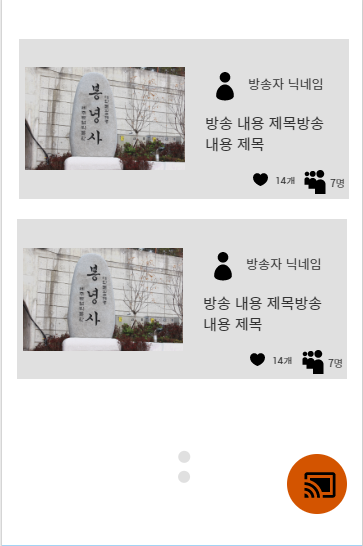 봉녕사
방송자 닉네임
방송 내용 제목방송
내용 제목
14개
7명
봉녕사
방송자 닉네임
방송 내용 제목방송
내용 제목
14개
7명